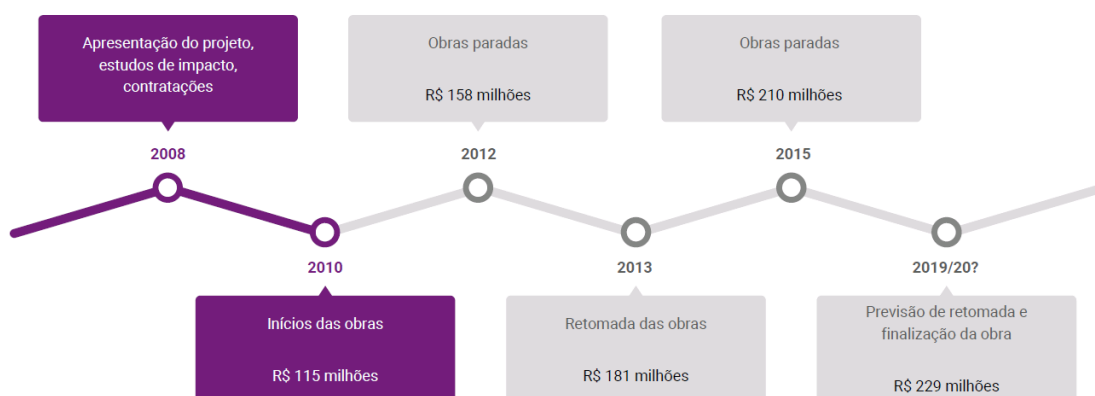 Apresentação do projeto,
estudos de impacto,
contratações
2008
Inícios das obras
R$ 115 milhões
2010
Obras paradas
R$ 158 milhões
2012
Retomada das obras
R$ 181 milhões
2013
Obras paradas
R$ 210 milhões
2015
2019/20?
Previsão de retomada e
finalização da obra
R$ 229 milhões